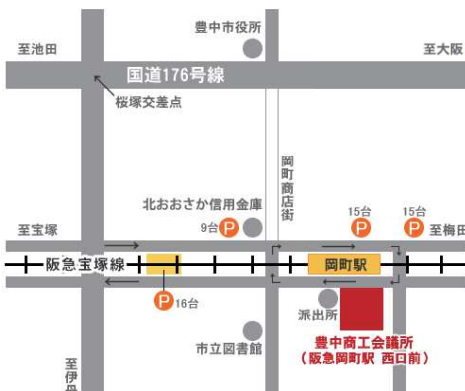 豊中市役所
至池田
至大阪
国道176号線
桜塚交差点
岡町商店街
北おおさか信用金庫
9台 P
15台
P
15台
P
至宝塚
至梅田
阪急宝塚線
岡町駅
P 16台
派出所
市立図書館
豊中商工会議所
(阪急岡町駅 西口前)
至伊丹